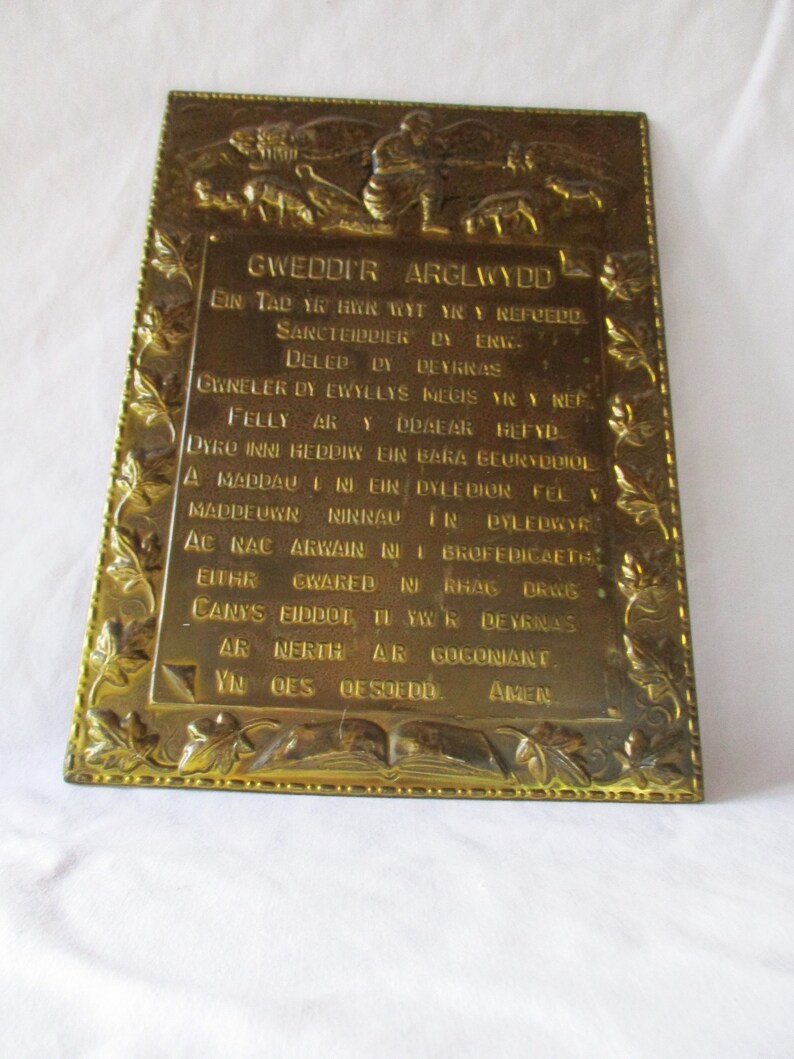 GWEDDI'R ARGLWYDD
EIN TAD YR HWN WYT YN Y NEFOEDD
SANCTEIDDIER DY ENW.
DELED DY DEYRNAS
GWNELER DY EWYLLYS MEGIS YN Y NEF.
FELLY AR Y DDAEAR HEFYD.
DYRO INNI HEDDIW EIN BARA BEUNYDDIOL
A MADDAU I NI EIN DYLEDION FEL Y
MADDEUWN NINNAU I'N DYLEDWYR.
AC NAC ARWAIN NI I BROFEDIGAETH.
EITHR GWARED NI RHAG DRWG
CANYS EIDDOT TI YW'R DEYRNAS
AR NERTH A'R GOGONIANT.
YN OES OESOEDD. AMEN.